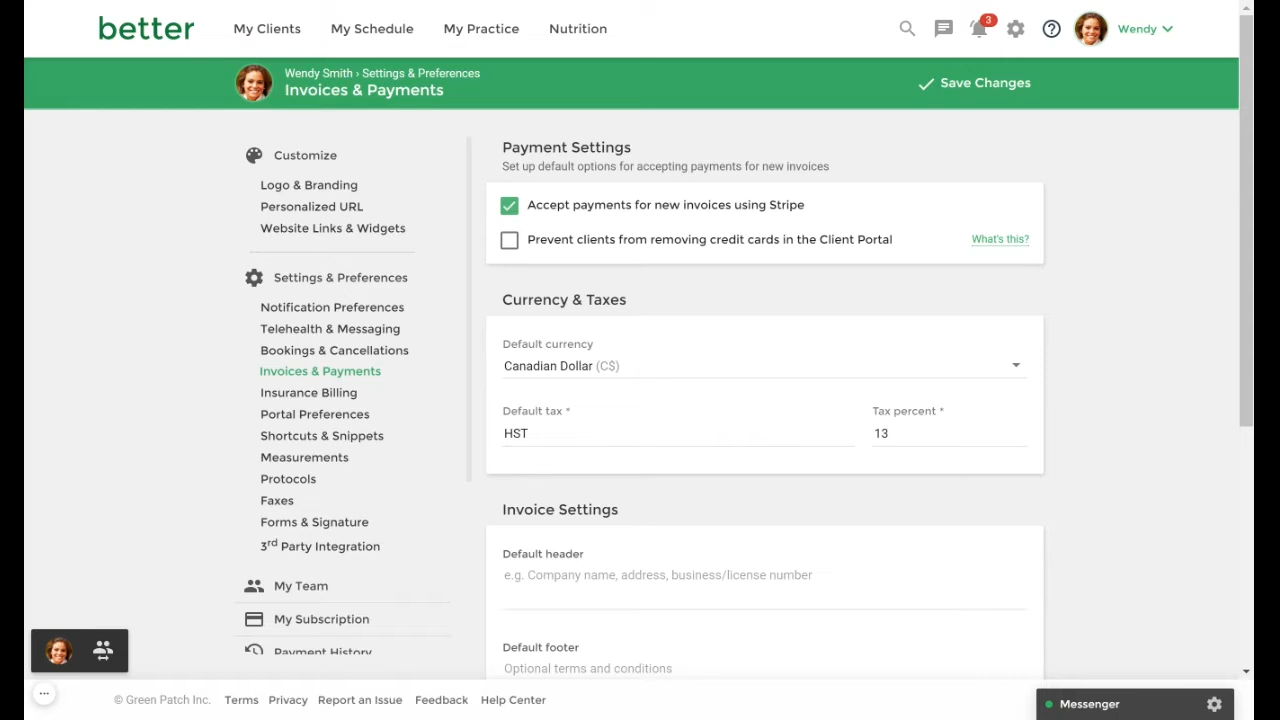 better
My Clients
My Schedule
My Practice
Nutrition
3
Wendy
Wendy Smith › Settings & Preferences
Invoices & Payments
Save Changes
Customize
Logo & Branding
Personalized URL
Website Links & Widgets
Settings & Preferences
Notification Preferences
Telehealth & Messaging
Bookings & Cancellations
Invoices & Payments
Insurance Billing
Portal Preferences
Shortcuts & Snippets
Measurements
Protocols
Faxes
Forms & Signature
3rd Party Integration
My Team
My Subscription
Payment History
Payment Settings
Set up default options for accepting payments for new invoices
Accept payments for new invoices using Stripe
Prevent clients from removing credit cards in the Client Portal
What's this?
Currency & Taxes
Default currency
Canadian Dollar (C$)
Default tax *
Tax percent *
HST
13
Invoice Settings
Default header
e.g. Company name, address, business/license number
Default footer
Optional terms and conditions
© Green Patch Inc.
Terms
Privacy
Report an Issue
Feedback
Help Center
Messenger